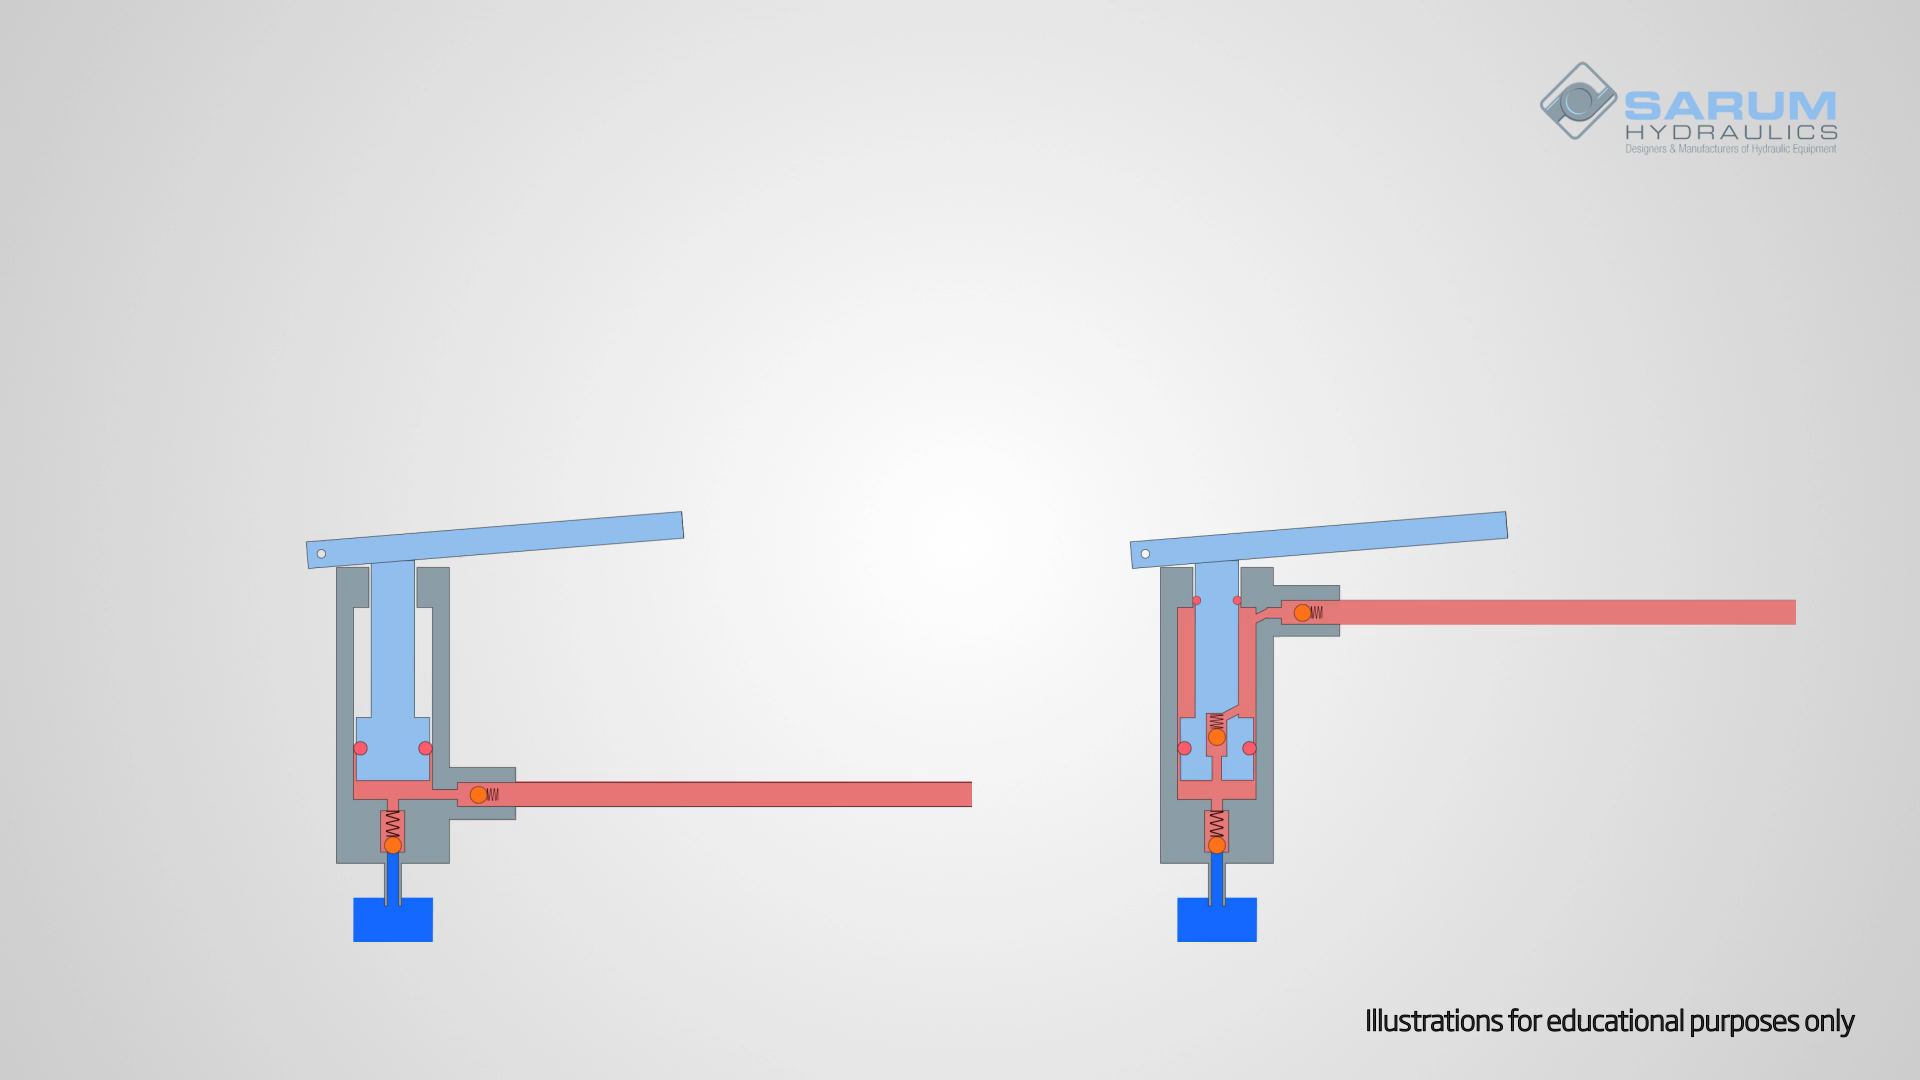 SARUM
HYDRAULICS
Designers & Manufacturers of Hydraulic Equipment
Illustrations for educational purposes only